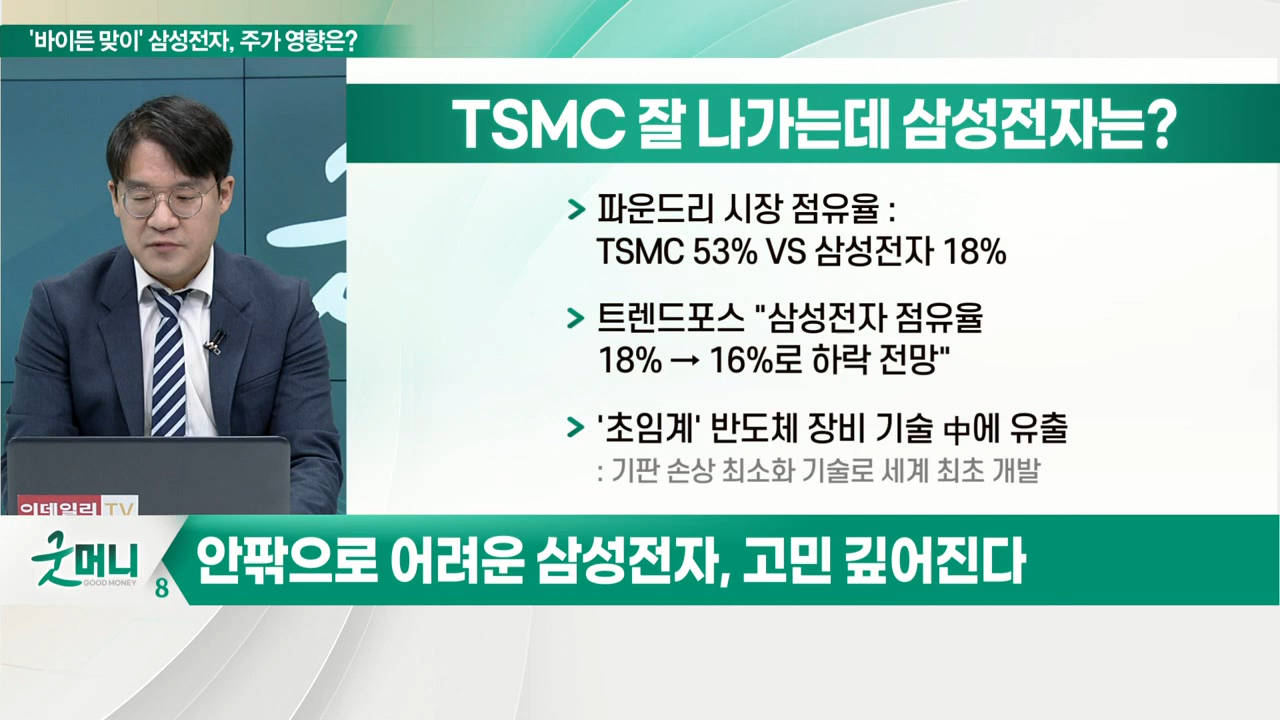 '바이든 맞이' 삼성전자, 주가 영향은?
TSMC 잘 나가는데 삼성전자는?
> 파운드리 시장 점유율 :
TSMC 53% VS 삼성전자 18%
> 트렌드포스 "삼성전자 점유율
18% → 16%로 하락 전망"
> '초임계' 반도체 장비 기술 中에 유출
: 기판 손상 최소화 기술로 세계 최초 개발
이데일리 TV
굿머니
GOOD MONEY
8
안팎으로 어려운 삼성전자, 고민 깊어진다